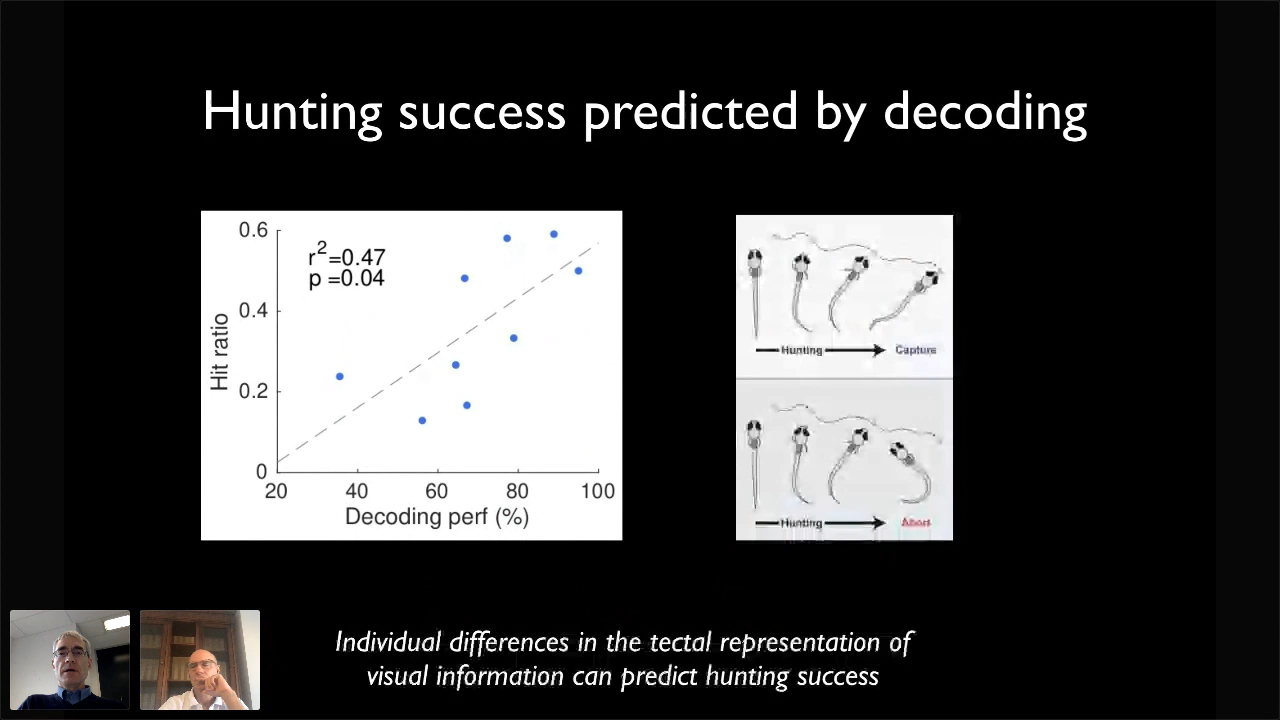 Hunting success predicted by decoding
0.6
r2=0.47
p =0.04
0.4
Hit ratio
0.2
0
20 40 60 80 100
Decoding perf (%)
Hunting Capture
Hunting Abort
Individual differences in the tectal representation of
visual information can predict hunting success